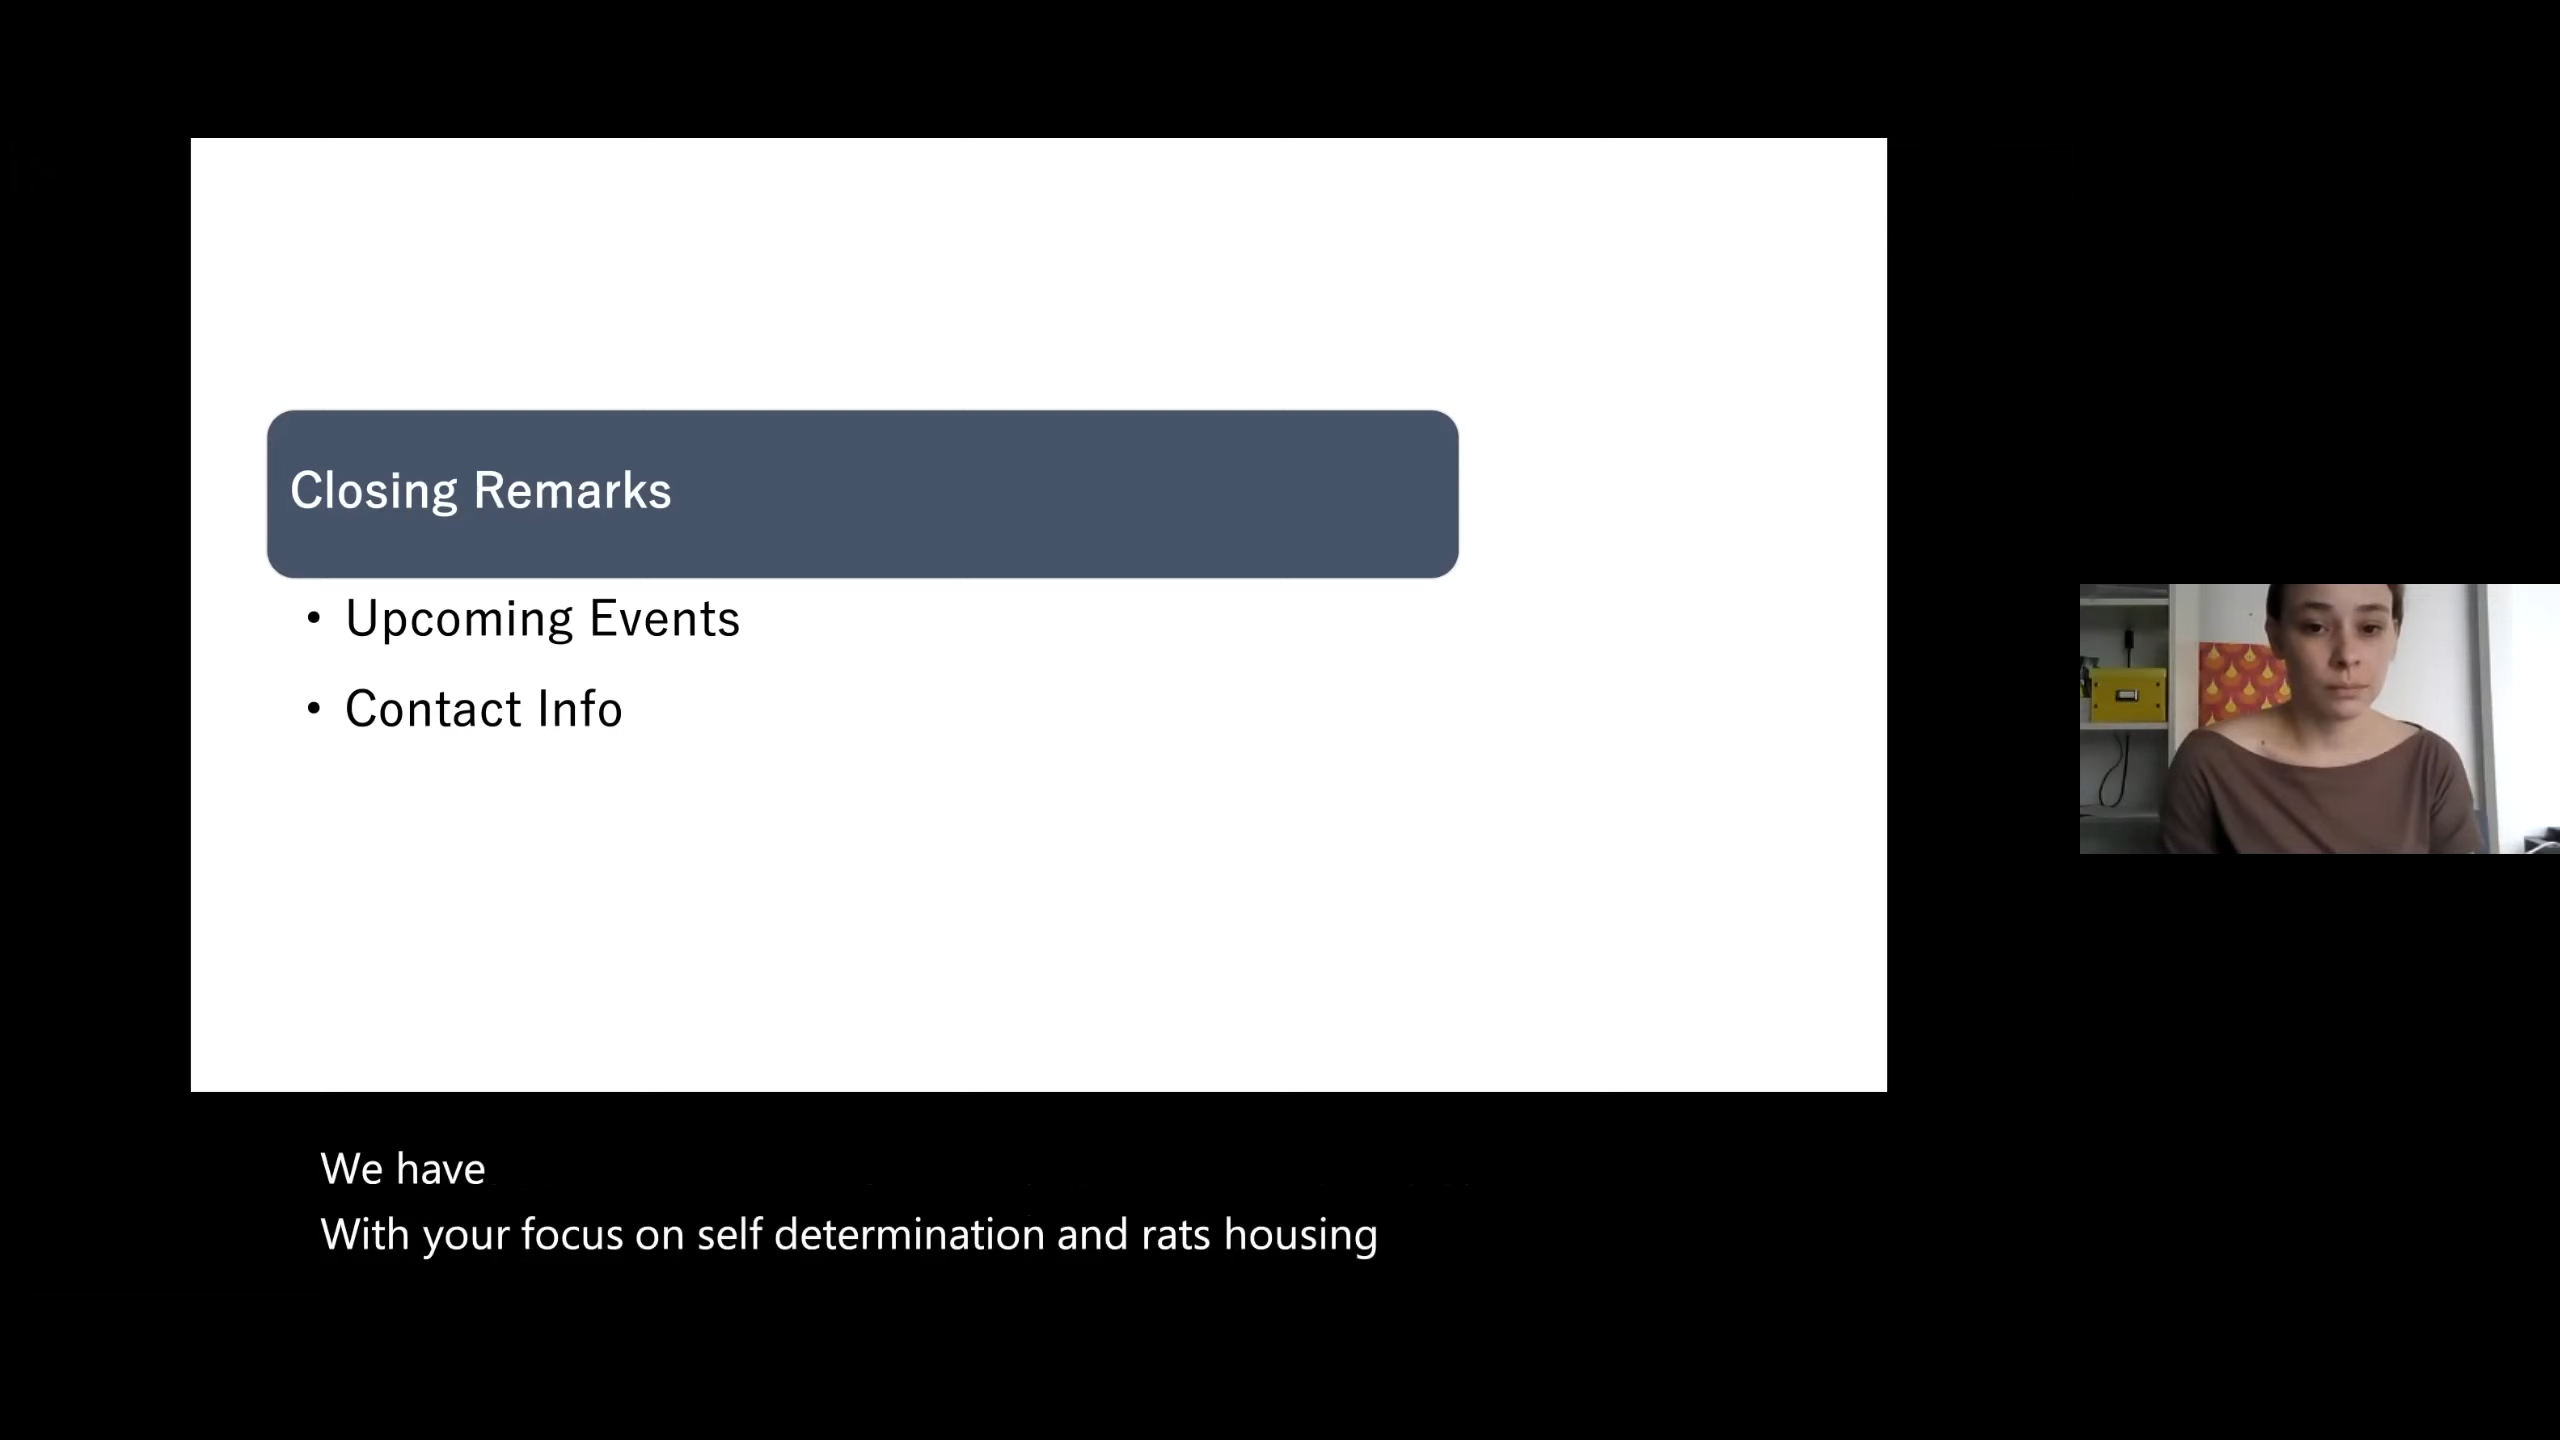 Closing Remarks
• Upcoming Events
• Contact Info
We have
With your focus on self determination and rats housing